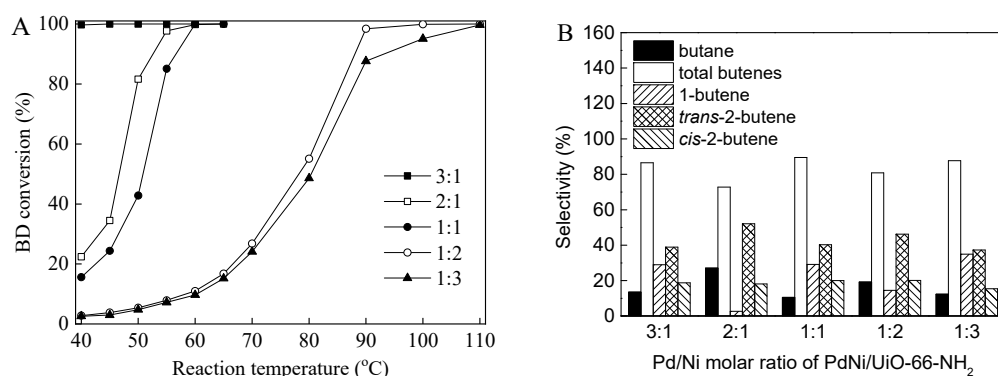 A
BD conversion (%)
100
80
60
40
20
0
3:1
2:1
1:1
1:2
1:3
40 50 60 70 80 90 100 110
Reaction temperature (°C)
B
Selectivity (%)
160
140
120
100
80
60
40
20
0
butane
total butenes
1-butene
trans-2-butene
cis-2-butene
3:1 2:1 1:1 1:2 1:3
Pd/Ni molar ratio of PdNi/UiO-66-NH2